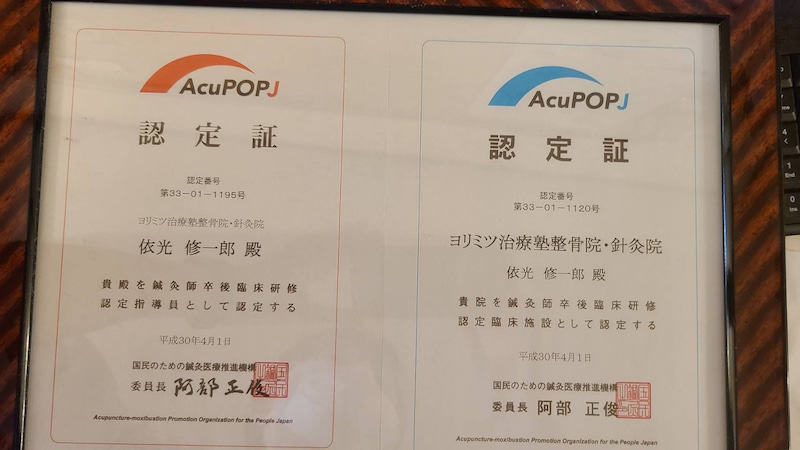 AcuPOPJ
認定証
認定番号
第33-01-1195号
ヨリミツ治療塾整骨院・針灸院
依光 修一郎 殿
貴殿を鍼灸師卒後臨床研修
認定指導員として認定する
平成30年4月1日
国民のための鍼灸医療推進機構
委員長 阿部正俊
Acupuncture-moxibustion Promotion Organization for the People Japan
AcuPOPJ
認定証
認定番号
第33-01-1120号
ヨリミツ治療塾整骨院・針灸院
依光 修一郎 殿
貴院を鍼灸師卒後臨床研修
認定臨床施設として認定する
平成30年4月1日
国民のための鍼灸医療推進機構
委員長 阿部 正俊
Acupuncture-moxibustion Promotion Organization for the People Japan
4
1
End
0
Ins